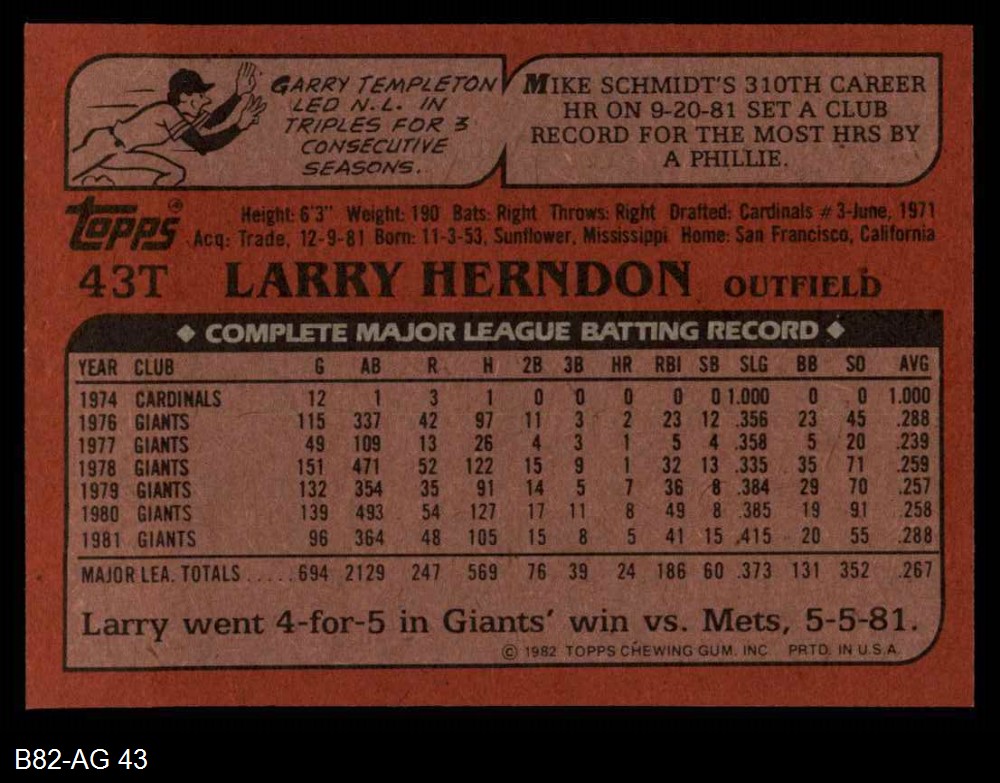 GARRY TEMPLETON
LED N.L. IN
TRIPLES FOR 3
CONSECUTIVE
SEASONS.
MIKE SCHMIDT'S 310TH CAREER
HR ON 9-20-81 SET A CLUB
RECORD FOR THE MOST HRS BY
A PHILLIE.
Topps
Height: 6'3" Weight: 190 Bats: Right Throws: Right Drafted: Cardinals #3-June, 1971
Acq: Trade, 12-9-81 Born: 11-3-53, Sunflower, Mississippi Home: San Francisco, California
43T LARRY HERNDON OUTFIELD
◆ COMPLETE MAJOR LEAGUE BATTING RECORD ◆
YEAR CLUB G AB R H 2B 3B HR RBI SB SLG BB SO AVG
1974 CARDINALS 12 1 3 1 0 0 0 0 0 1.000 0 0 1.000
1976 GIANTS 115 337 42 97 11 3 2 23 12 .356 23 45 .288
1977 GIANTS 49 109 13 26 4 3 1 5 4 .358 5 20 .239
1978 GIANTS 151 471 52 122 15 9 1 32 13 .335 35 71 .259
1979 GIANTS 132 354 35 91 14 5 7 36 8 .384 29 70 .257
1980 GIANTS 139 493 54 127 17 11 8 49 8 .385 19 91 .258
1981 GIANTS 96 364 48 105 15 8 5 41 15 .415 20 55 .288
MAJOR LEA. TOTALS .....694 2129 247 569 76 39 24 186 60 .373 131 352 .267
Larry went 4-for-5 in Giants' win vs. Mets, 5-5-81.
© 1982 TOPPS CHEWING GUM, INC. PRTD. IN U.S.A.
B82-AG 43